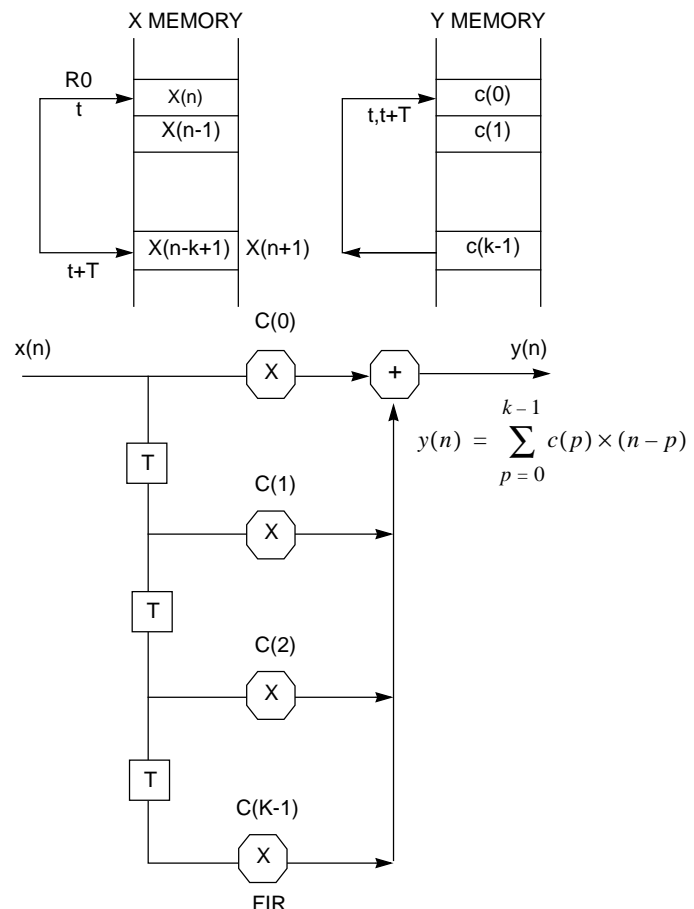 X MEMORY
Y MEMORY
R0
t
X(n)
X(n-1)
X(n-k+1)
X(n+1)
t+T
t,t+T
c(0)
c(1)
c(k-1)
C(0)
x(n)
X
+
y(n)
y(n) = k – 1 ∑ p = 0 c(p) × (n – p)
T
C(1)
X
T
C(2)
X
T
C(K-1)
X
FIR